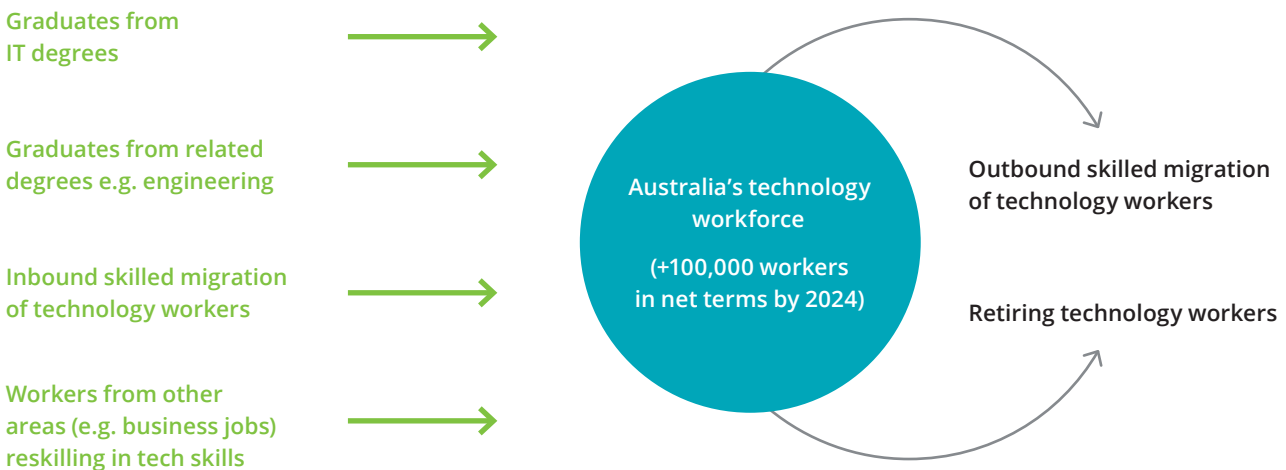 Graduates from
IT degrees
Graduates from related
degrees e.g. engineering
Inbound skilled migration
of technology workers
Workers from other
areas (e.g. business jobs)
reskilling in tech skills
Australia’s technology
workforce
(+100,000 workers
in net terms by 2024)
Outbound skilled migration
of technology workers
Retiring technology workers